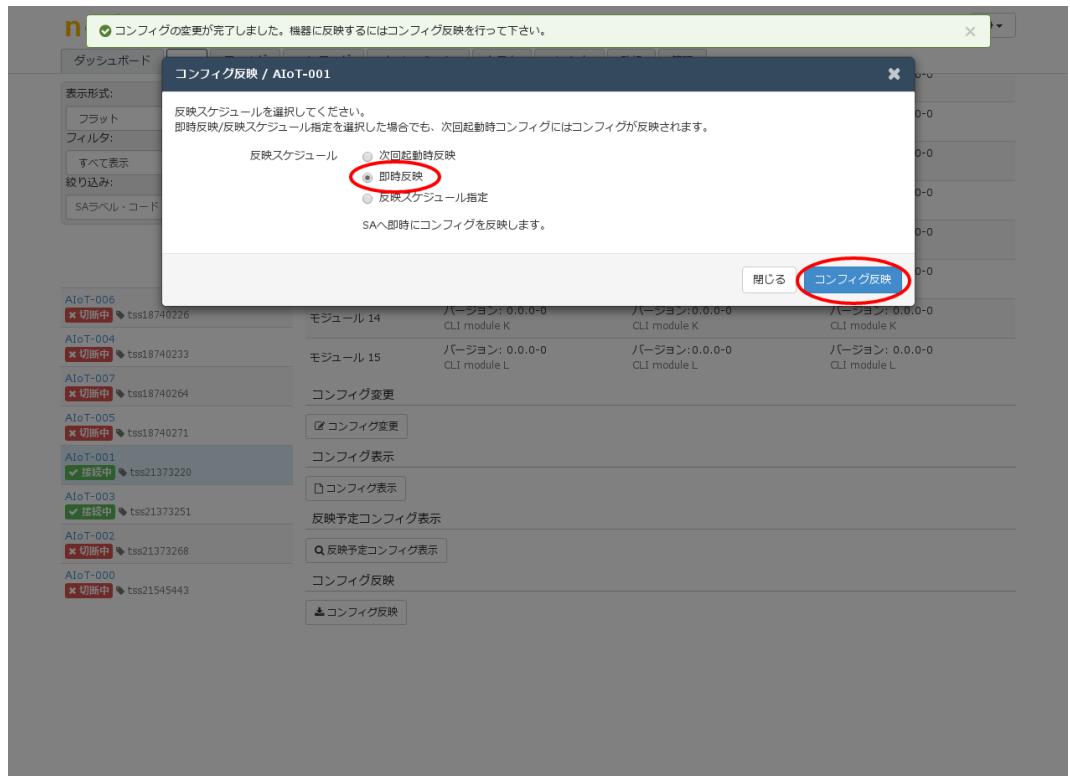 コンフィグの変更が完了しました。機器に反映するにはコンフィグ反映を行って下さい。
ダッシュボード
コンフィグ反映 / AIoT-001
表示形式:
フラット
フィルタ:
すべて表示
絞り込み:
SAラベル・コード
反映スケジュールを選択してください。
即時反映/反映スケジュール指定を選択した場合でも、次回起動時コンフィグにはコンフィグが反映されます。
反映スケジュール
次回起動時反映
即時反映
反映スケジュール指定
SAへ即時にコンフィグを反映します。
閉じる
コンフィグ反映
AIoT-006
切断中 tss18740226
AIoT-004
切断中 tss18740233
AIoT-007
切断中 tss18740264
AIoT-005
切断中 tss18740271
AIoT-001
接続中 tss21373220
AIoT-003
接続中 tss21373251
AIoT-002
切断中 tss21373268
AIoT-000
切断中 tss21545443
モジュール 14 バージョン: 0.0.0-0 バージョン:0.0.0-0 バージョン: 0.0.0-0
CLI module K CLI module K CLI module K
モジュール 15 バージョン: 0.0.0-0 バージョン:0.0.0-0 バージョン: 0.0.0-0
CLI module L CLI module L CLI module L
コンフィグ変更
コンフィグ変更
コンフィグ表示
コンフィグ表示
反映予定コンフィグ表示
反映予定コンフィグ表示
コンフィグ反映
コンフィグ反映